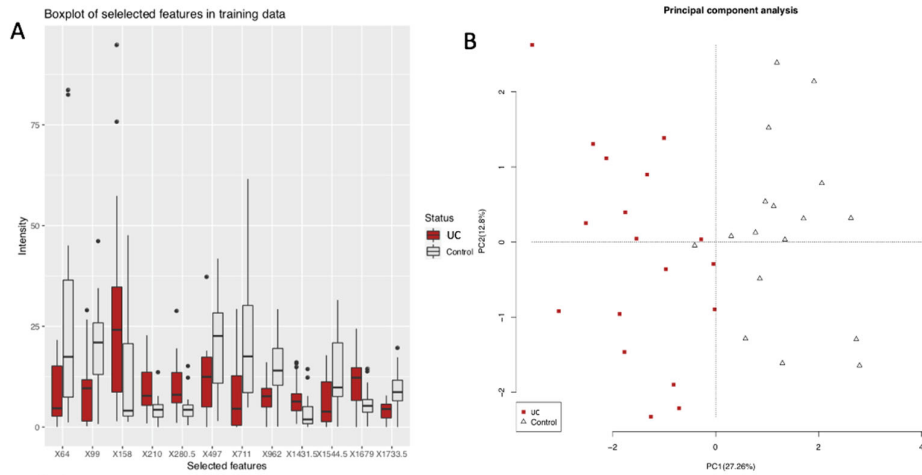 A
Boxplot of selelected features in training data
75
50
25
0
Intensity
X64 X99 X158 X210 X280.5 X497 X711 X962 X1431.5 X1544.5 X1679 X1733.5
Selected features
Status
UC
Control
B
Principal component analysis
2
1
0
−1
−2
PC2(12.8%)
UC
Control
−2 0 2 4
PC1(27.26%)